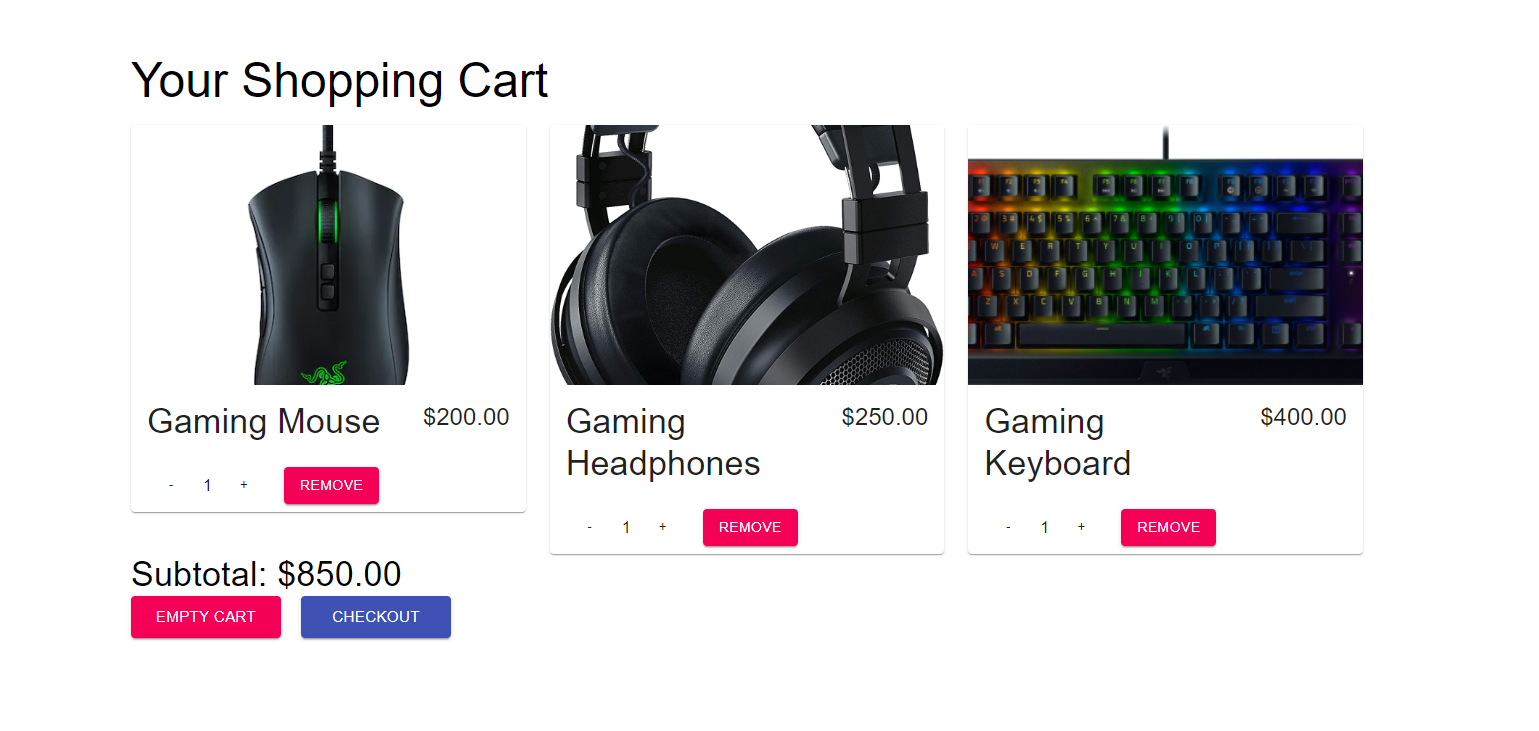 Your Shopping Cart
Gaming Mouse $200.00
- 1 + REMOVE
Gaming $250.00
Headphones
- 1 + REMOVE
Gaming $400.00
Keyboard
- 1 + REMOVE
Subtotal: $850.00
EMPTY CART CHECKOUT